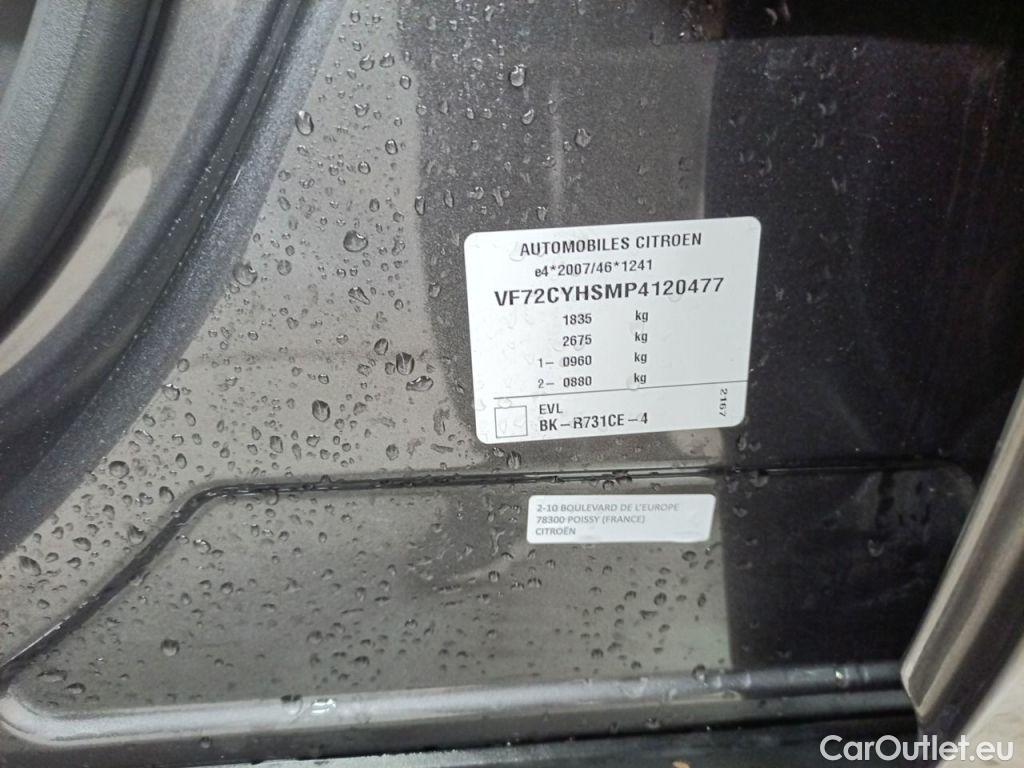 AUTOMOBILES CITROEN
e4*2007/46*1241
VF72CYHSMP4120477
1835 kg
2675 kg
1- 0960 kg
2- 0880 kg
EVL
BK-R731CE-4
2167
2-10 BOULEVARD DE L'EUROPE
78300 POISSY (FRANCE)
CITROËN
CarOutlet.eu